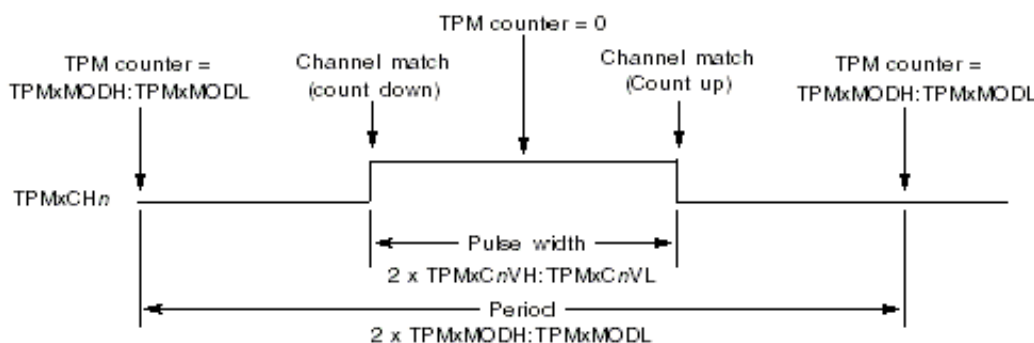 TPM counter = 0
TPM counter =
TPMxMODH:TPMxMODL
Channel match
(count down)
Channel match
(Count up)
TPM counter =
TPMxMODH:TPMxMODL
TPMxCHn
Pulse width
2 x TPMxCnVH:TPMxCnVL
Period
2 x TPMxMODH:TPMxMODL